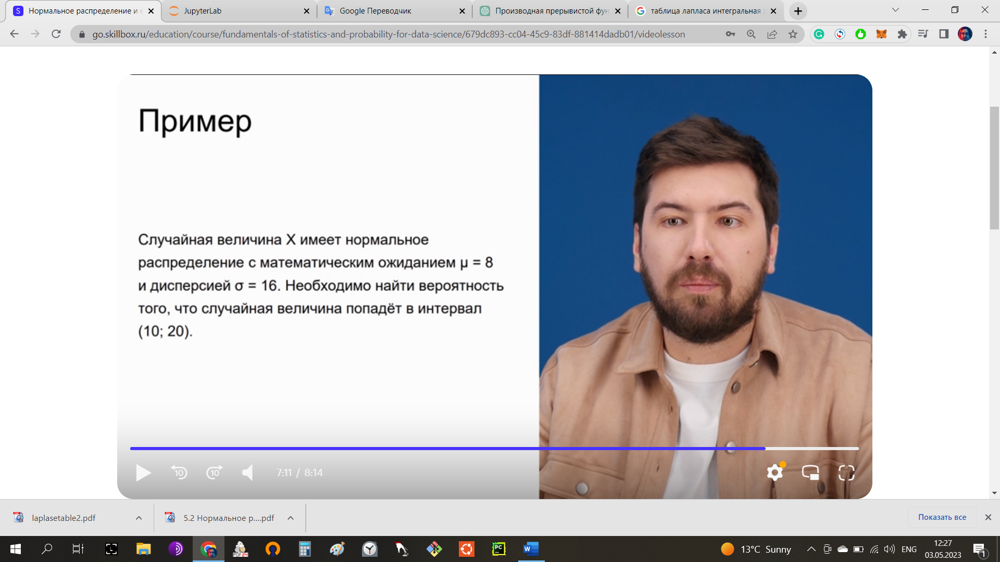 Нормальное распределение и е
JupyterLab
Google Переводчик
Производная прерывистой фун
таблица лапласа интегральная
go.skillbox.ru/education/course/fundamentals-of-statistics-and-probability-for-data-science/679dc893-cc04-45c9-83df-881414dadb01/videolesson
Пример
Случайная величина X имеет нормальное
распределение с математическим ожиданием μ = 8
и дисперсией σ = 16. Необходимо найти вероятность
того, что случайная величина попадёт в интервал
(10; 20).
10
10
7:11 / 8:14
laplasetable2.pdf
5.2 Нормальное р....pdf
Показать все
13°C Sunny
ENG
12:27
03.05.2023
1